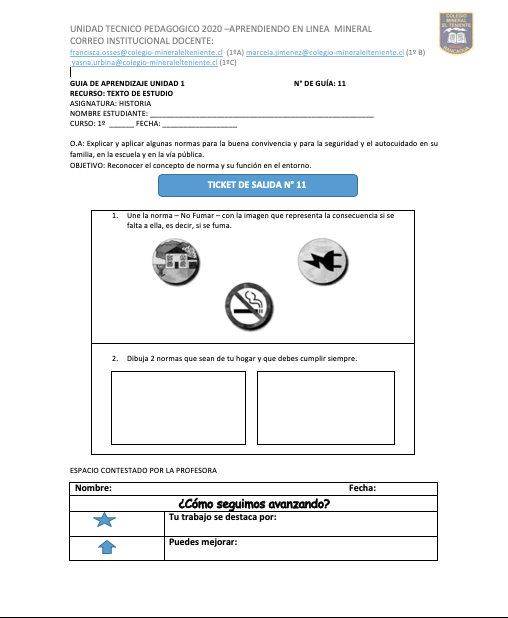 UNIDAD TECNICO PEDAGOGICO 2020 –APRENDIENDO EN LINEA MINERAL
CORREO INSTITUCIONAL DOCENTE:
francisca.osses@colegio-mineralelteniente.cl (1ºA) marcela.jimenez@colegio-mineralelteniente.cl (1º B)
yasna.urbina@colegio-mineralelteniente.cl (1ºC)
COLEGIO
MINERAL
EL TENIENTE
RANCAGUA
GUIA DE APRENDIZAJE UNIDAD 1 N° DE GUÍA: 11
RECURSO: TEXTO DE ESTUDIO
ASIGNATURA: HISTORIA
NOMBRE ESTUDIANTE: ______________________________
CURSO: 1º ______ FECHA: __________________
O.A: Explicar y aplicar algunas normas para la buena convivencia y para la seguridad y el autocuidado en su
familia, en la escuela y en la vía pública.
OBJETIVO: Reconocer el concepto de norma y su función en el entorno.
TICKET DE SALIDA N° 11
1. Une la norma – No Fumar – con la imagen que representa la consecuencia si se
falta a ella, es decir, si se fuma.
2. Dibuja 2 normas que sean de tu hogar y que debes cumplir siempre.
ESPACIO CONTESTADO POR LA PROFESORA
Nombre: Fecha:
¿Cómo seguimos avanzando?
Tu trabajo se destaca por:
Puedes mejorar: